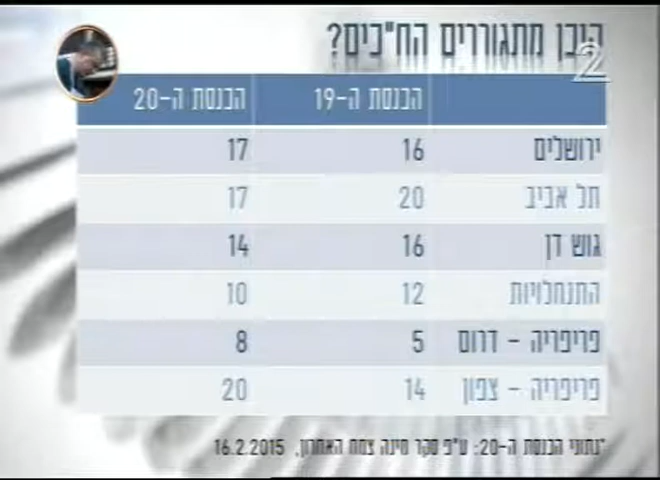 היכן מתגוררים הח"כים?
2
הכנסת ה-19 הכנסת ה-20
ירושלים 16 17
תל אביב 20 17
גוש דן 16 14
התנחלויות 12 10
פריפריה - דרום 5 8
פריפריה - צפון 14 20
*נתוני הכנסת ה-20: ע"פ סקר מינה צמח האחרון, 16.2.2015